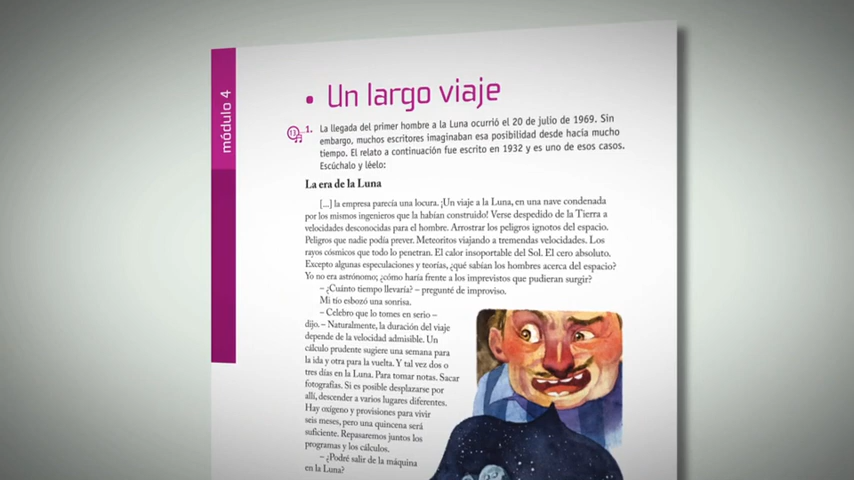 módulo 4
• Un largo viaje
13
1. La llegada del primer hombre a la Luna ocurrió el 20 de julio de 1969. Sin
embargo, muchos escritores imaginaban esa posibilidad desde hacía mucho
tiempo. El relato a continuación fue escrito en 1932 y es uno de esos casos.
Escúchalo y léelo:
La era de la Luna
[...] la empresa parecía una locura. ¡Un viaje a la Luna, en una nave condenada
por los mismos ingenieros que la habían construido! Verse despedido de la Tierra a
velocidades desconocidas para el hombre. Arrostrar los peligros ignotos del espacio.
Peligros que nadie podía prever. Meteoritos viajando a tremendas velocidades. Los
rayos cósmicos que todo lo penetran. El calor insoportable del Sol. El cero absoluto.
Excepto algunas especulaciones y teorías, ¿qué sabían los hombres acerca del espacio?
Yo no era astrónomo; ¿cómo haría frente a los imprevistos que pudieran surgir?
– ¿Cuánto tiempo llevaría? – pregunté de improviso.
Mi tío esbozó una sonrisa.
– Celebro que lo tomes en serio –
dijo. – Naturalmente, la duración del viaje
depende de la velocidad admisible. Un
cálculo prudente sugiere una semana para
la ida y otra para la vuelta. Y tal vez dos o
tres días en la Luna. Para tomar notas. Sacar
fotografías. Si es posible desplazarse por
allí, descender a varios lugares diferentes.
Hay oxígeno y provisiones para vivir
seis meses, pero una quincena será
suficiente. Repasaremos juntos los
programas y los cálculos.
– ¿Podré salir de la máquina
en la Luna?